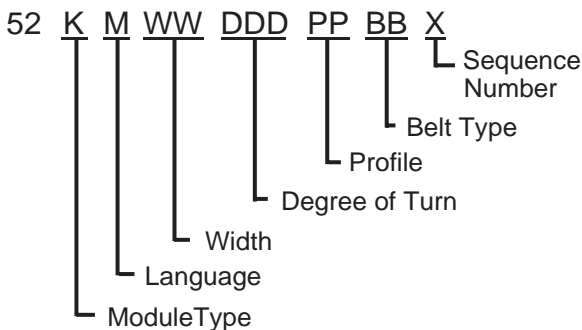 52 K M WW DDD PP BB X
Sequence
Number
Belt Type
Profile
Degree of Turn
Width
Language
ModuleType